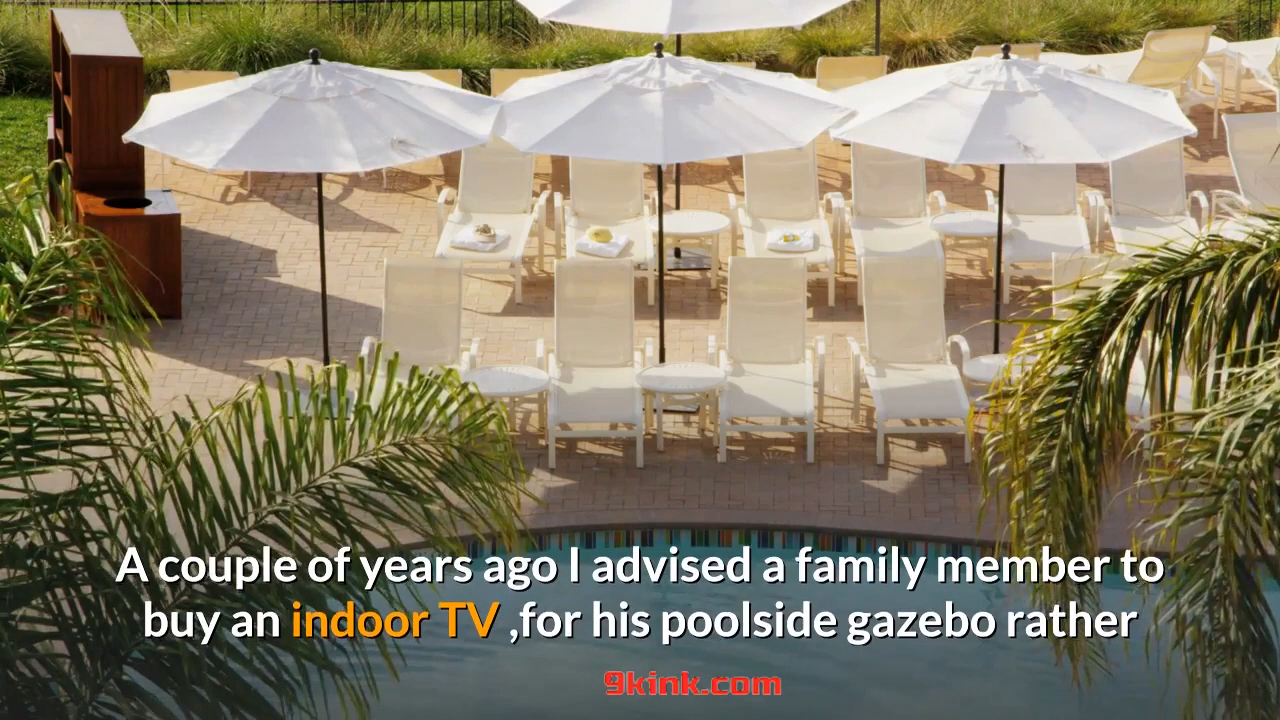 A couple of years ago I advised a family member to
buy an indoor TV ,for his poolside gazebo rather
9kink.com